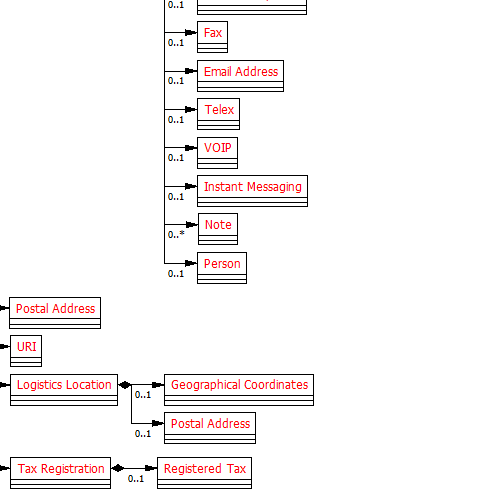 0..1
Fax
0..1
Email Address
0..1
Telex
0..1
VOIP
0..1
Instant Messaging
0..1
Note
0..*
Person
0..1
Postal Address
URI
Logistics Location
Geographical Coordinates
0..1
Postal Address
0..1
Tax Registration
Registered Tax
0..1